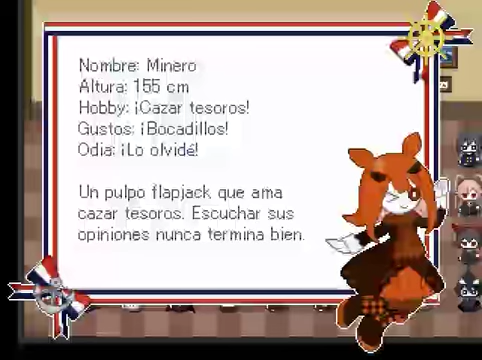 Nombre: Minero
Altura: 155 cm
Hobby: ¡Cazar tesoros!
Gustos: ¡Bocadillos!
Odia: ¡Lo olvidé!
Un pulpo flapjack que ama
cazar tesoros. Escuchar sus
opiniones nunca termina bien.